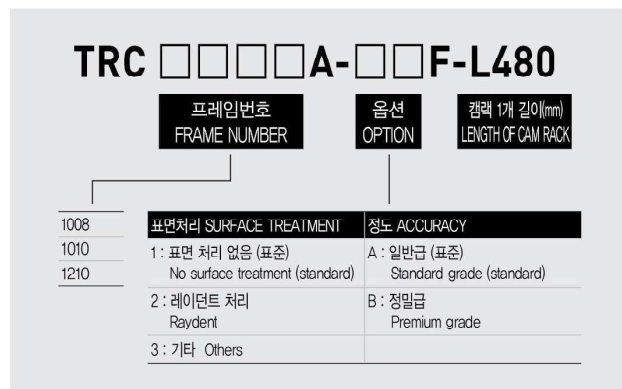 TRC □□□□A-□□F-L480
프레임번호
FRAME NUMBER
옵션
OPTION
캠랙 1개 길이(mm)
LENGTH OF CAM RACK
1008
1010
1210
표면처리 SURFACE TREATMENT
정도 ACCURACY
1 : 표면 처리 없음 (표준)
No surface treatment (standard)
A : 일반급 (표준)
Standard grade (standard)
2 : 레이던트 처리
Raydent
B : 정밀급
Premium grade
3 : 기타 Others